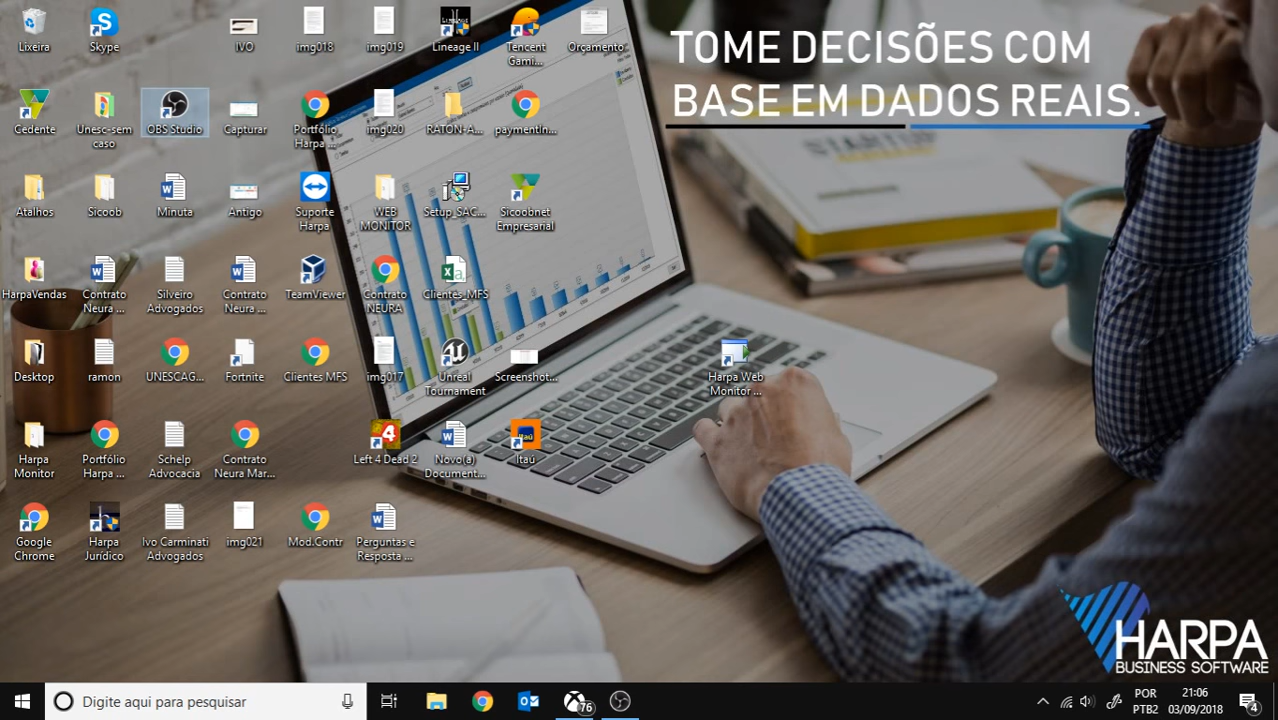 TOME DECISÕES COM
BASE EM DADOS REAIS.
Lixeira
Skype
IVO
img018
img019
Lineage II
Tencent
Gami...
Orçamento
Cedente
Unesc-sem
caso
OBS Studio
Capturar
Portfólio
Harpa ...
img020
RATON-A...
paymentIn...
Atalhos
Sicoob
Minuta
Antigo
Suporte
Harpa
WEB
MONITOR
Setup_SAC...
Sicoobnet
Empresarial
HarpaVendas
Contrato
Neura ...
Silveiro
Advogados
Contrato
Neura ...
TeamViewer
Contrato
NEURA
Clientes_MFS
Desktop
ramon
UNESCAG...
Fortnite
Clientes MFS
img017
Unreal
Tournament
Screenshot...
Harpa Web
Monitor ...
Harpa
Monitor
Portfólio
Harpa ...
Schelp
Advocacia
Contrato
Neura Mar...
Left 4 Dead 2
Novo(a)
Document...
Itaú
Google
Chrome
Harpa
Jurídico
Ivo Carminati
Advogados
img021
Mod.Contr
Perguntas e
Resposta ...
HARPA
BUSINESS SOFTWARE
Digite aqui para pesquisar
76
POR
PTB2
21:06
03/09/2018
4